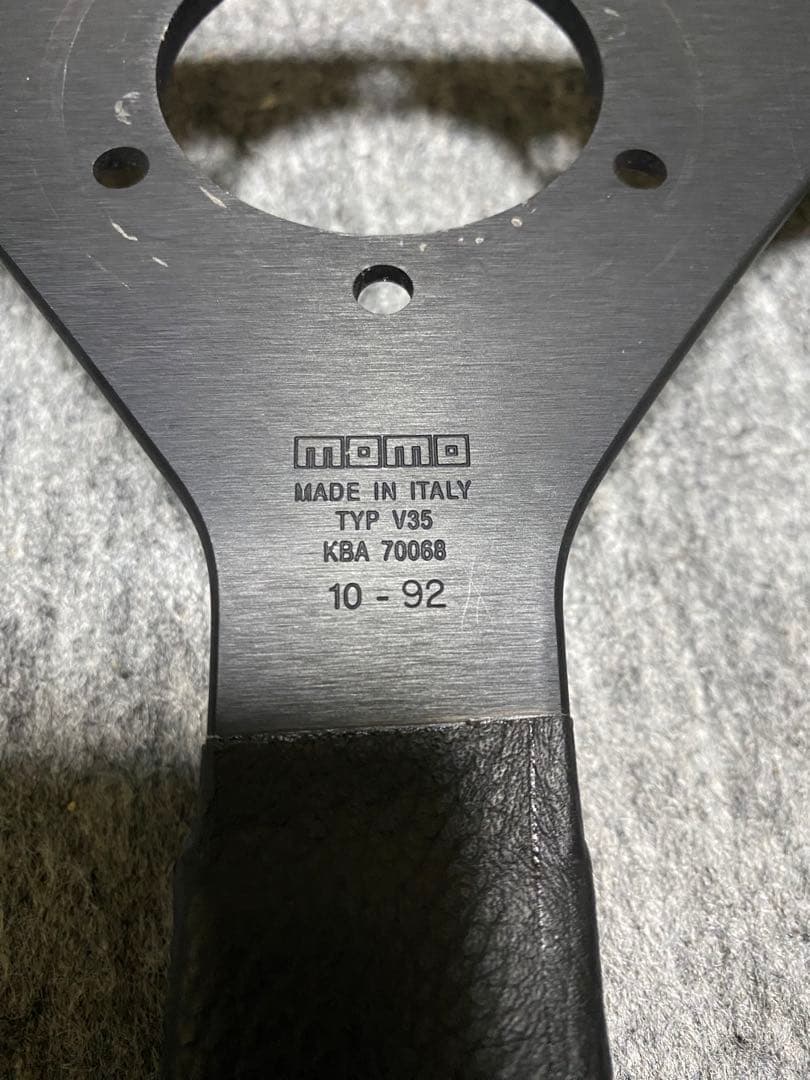 momo
MADE IN ITALY
TYP V35
KBA 70068
10 - 92